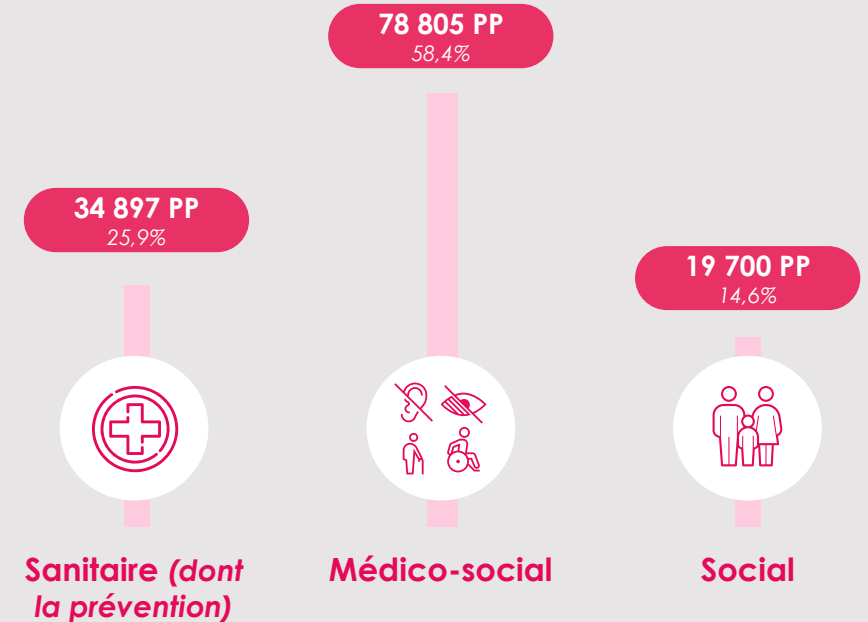 78 805 PP
58,4%
34 897 PP
25,9%
19 700 PP
14,6%
Sanitaire (dont
la prévention)
Médico-social
Social